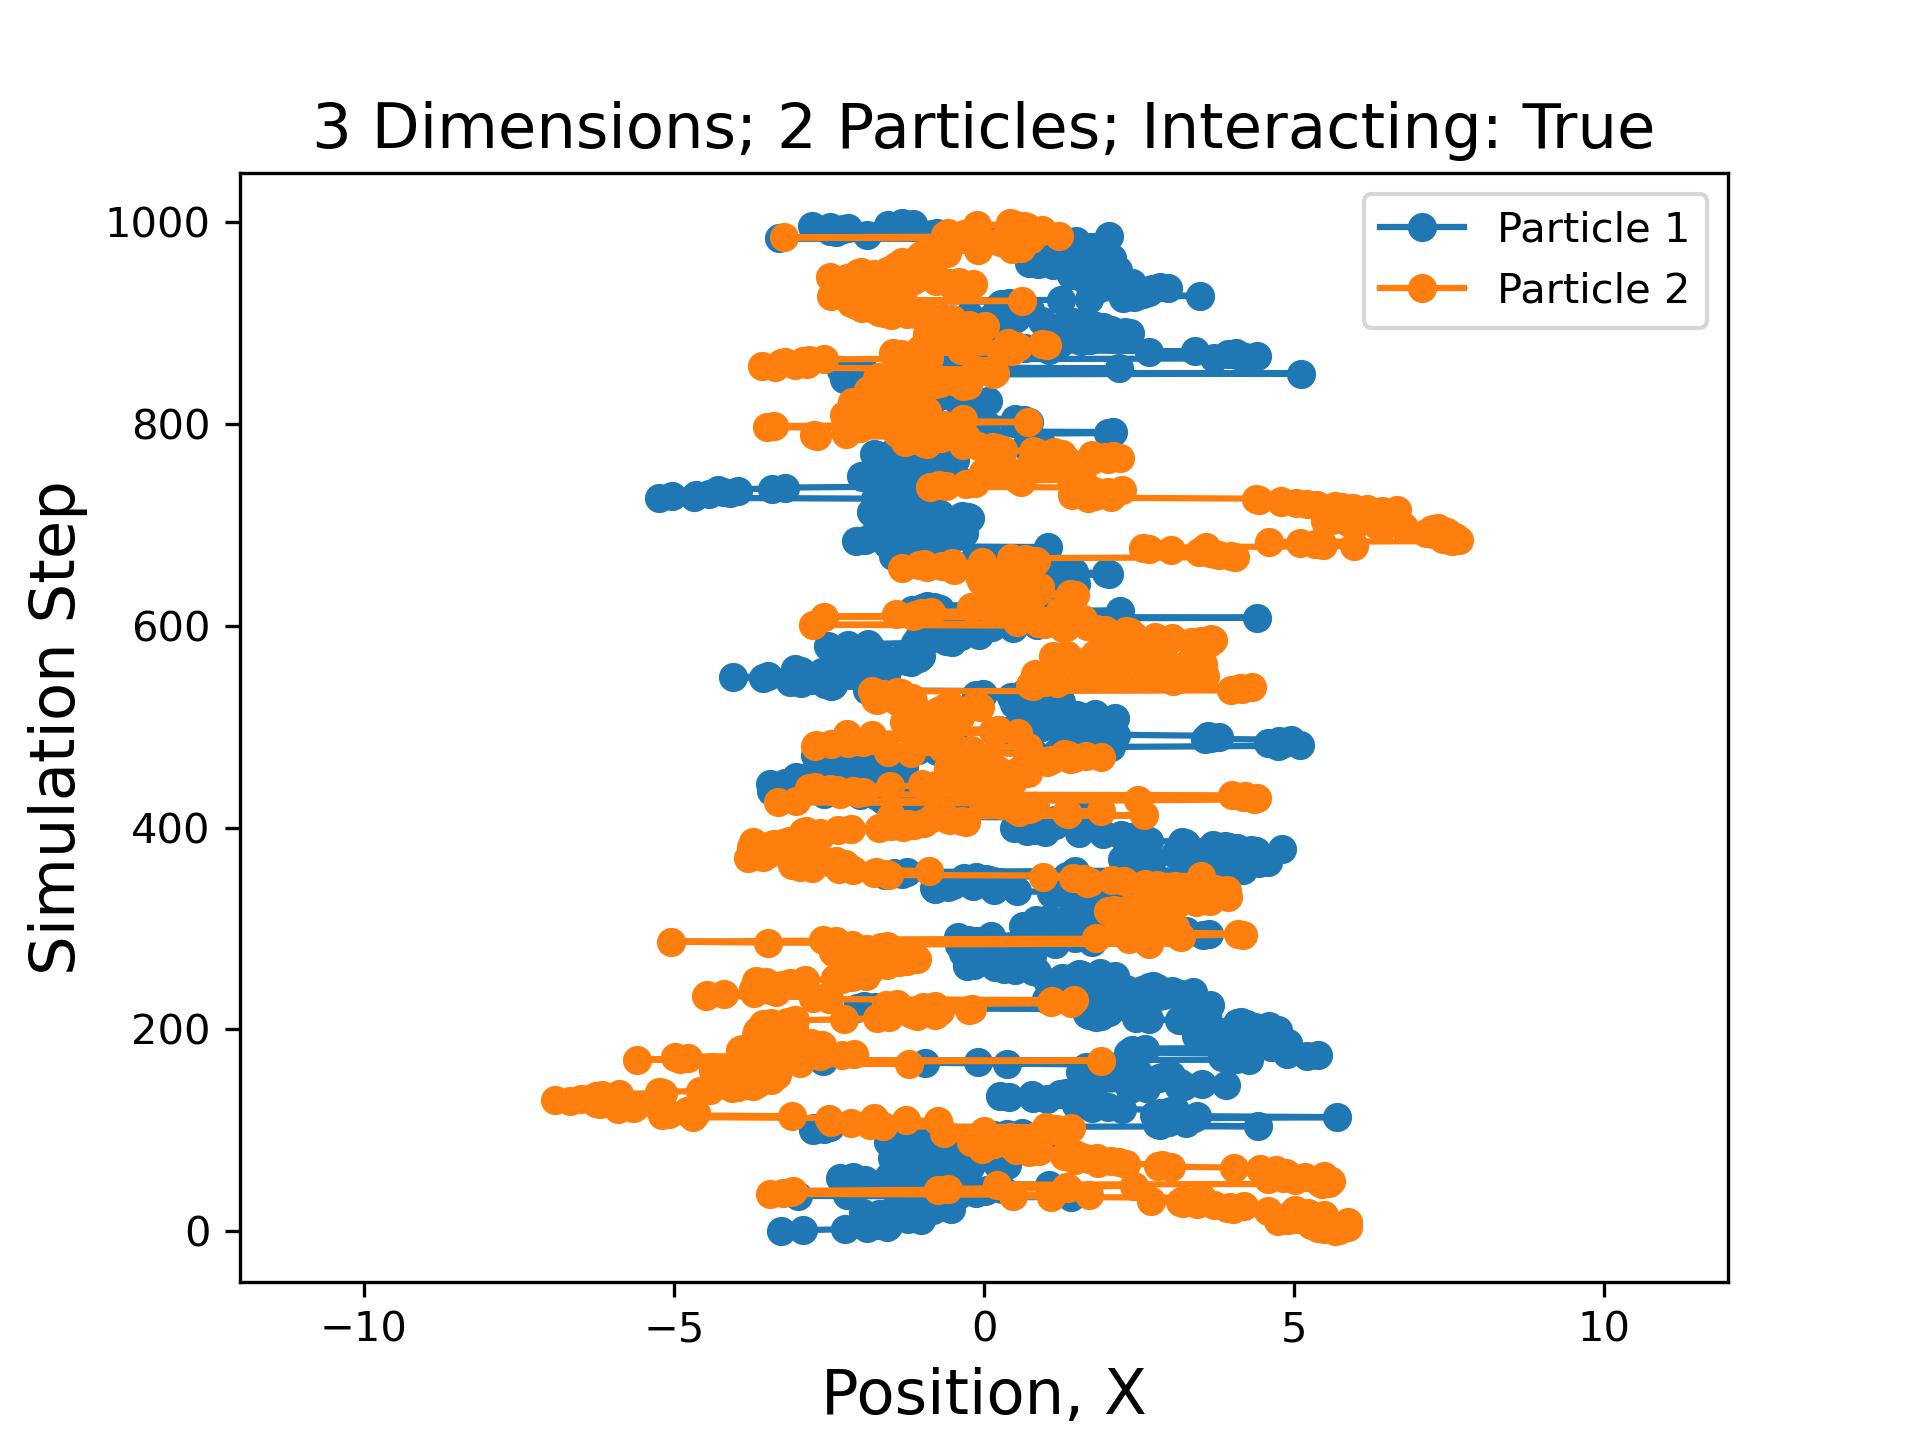 3 Dimensions; 2 Particles; Interacting: True
Particle 1
Particle 2
1000
800
600
400
200
0
Simulation Step
−10 −5 0 5 10
Position, X